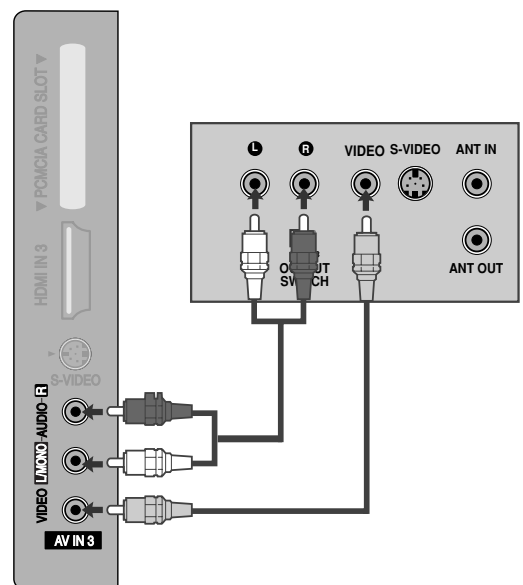 ▼ PCMCIA CARD SLOT ▼
HDMI IN 3
S-VIDEO
VIDEO L/MONO-AUDIO-R
AV IN 3
L R VIDEO S-VIDEO ANT IN
ANT OUT
SWITCH